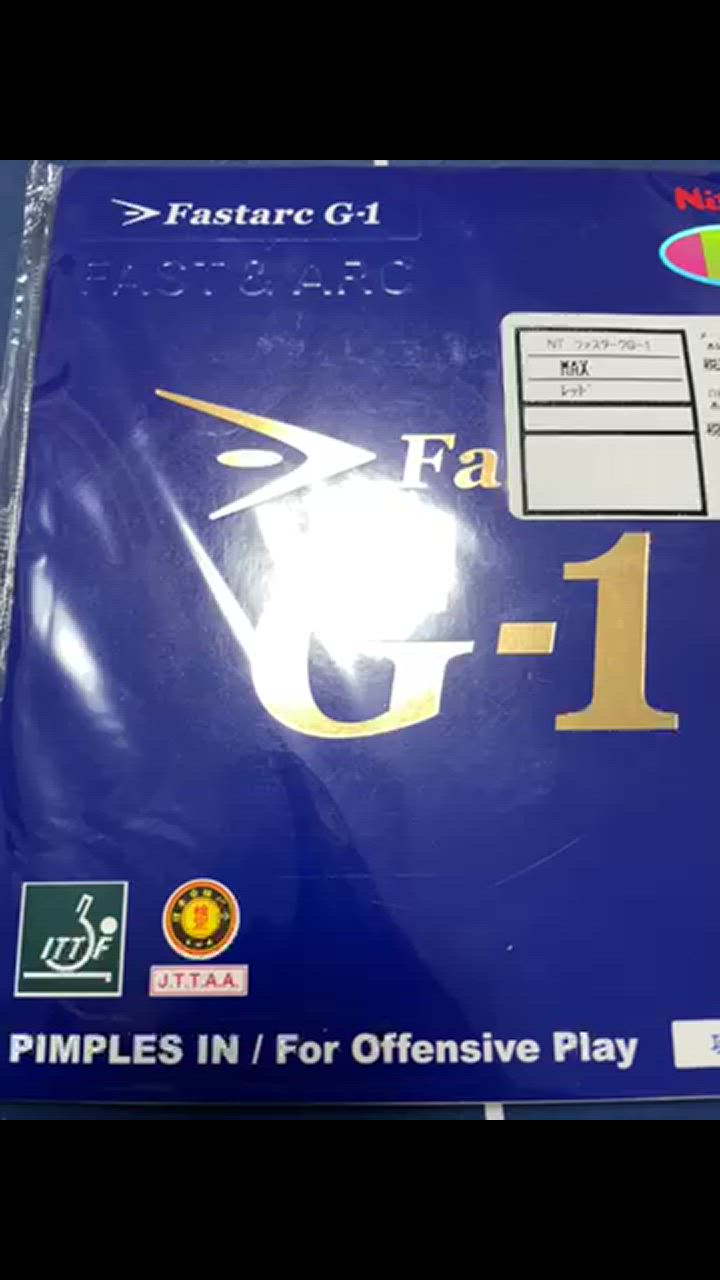 Fastarc G-1
FAST & ARC
Ni
NT ファスタークG-1
MAX
レッド
Fa
G-1
ITTF
J.T.T.A.A.
PIMPLES IN / For Offensive Play